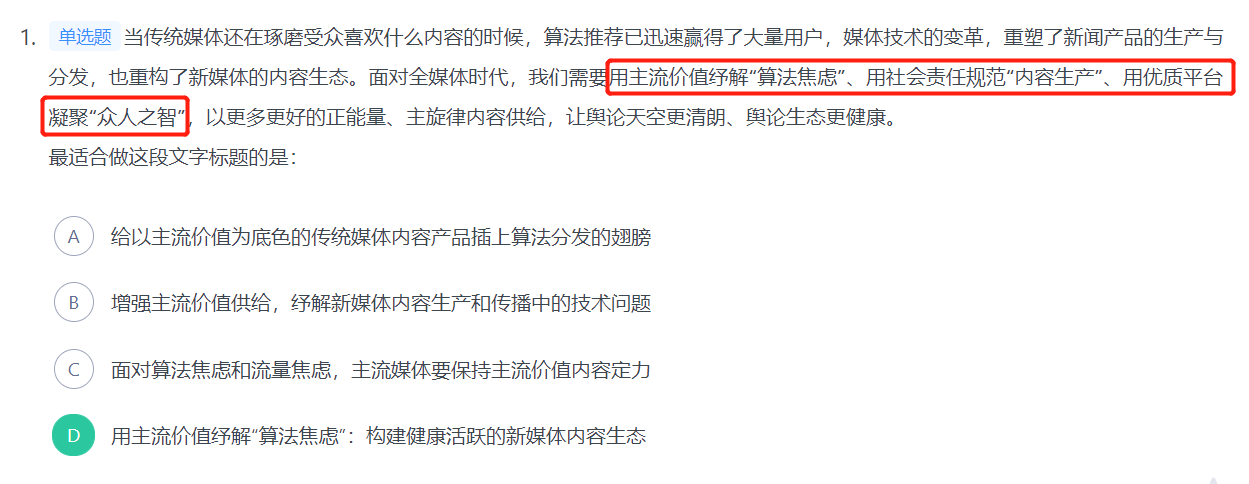 1. 单选题 当传统媒体还在琢磨受众喜欢什么内容的时候，算法推荐已迅速赢得了大量用户，媒体技术的变革，重塑了新闻产品的生产与
分发，也重构了新媒体的内容生态。面对全媒体时代，我们需要用主流价值纾解“算法焦虑”、用社会责任规范“内容生产”、用优质平台
凝聚“众人之智”，以更多更好的正能量、主旋律内容供给，让舆论天空更清朗、舆论生态更健康。
最适合做这段文字标题的是：
A 给以主流价值为底色的传统媒体内容产品插上算法分发的翅膀
B 增强主流价值供给，纾解新媒体内容生产和传播中的技术问题
C 面对算法焦虑和流量焦虑，主流媒体要保持主流价值内容定力
D 用主流价值纾解“算法焦虑”：构建健康活跃的新媒体内容生态